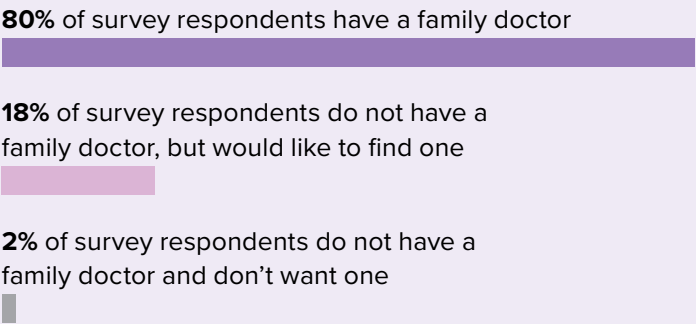 80% of survey respondents have a family doctor
18% of survey respondents do not have a
family doctor, but would like to find one
2% of survey respondents do not have a
family doctor and don’t want one